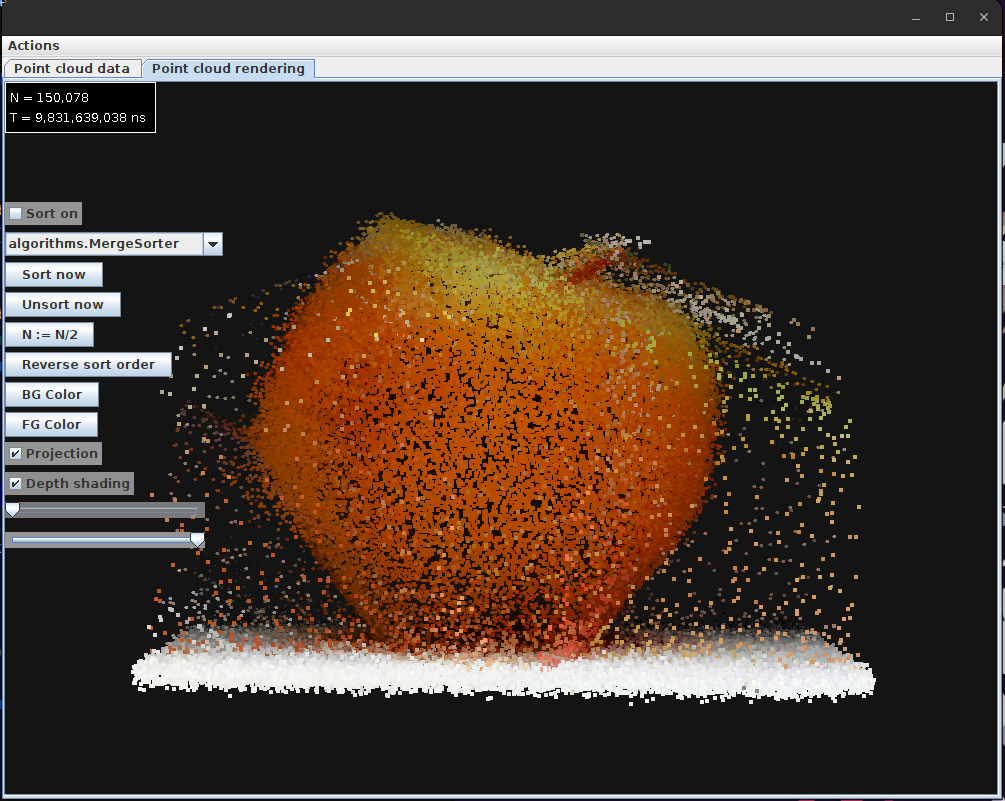 Actions
Point cloud data
Point cloud rendering
N = 150,078
T = 9,831,639,038 ns
Sort on
algorithms.MergeSorter
Sort now
Unsort now
N := N/2
Reverse sort order
BG Color
FG Color
Projection
Depth shading